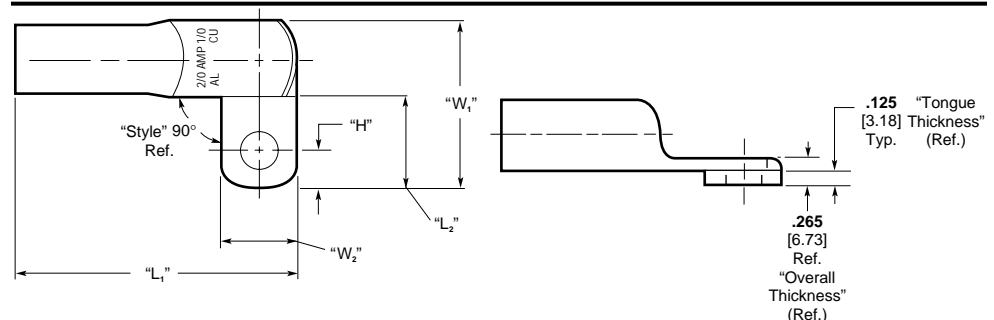 2/0 AMP 1/0
CU
AL
"Style" 90°
Ref.
"H"
"W1"
"L2"
"W2"
"L1"
.125 "Tongue
[3.18] Thickness"
Typ. (Ref.)
.265
[6.73]
Ref.
"Overall
Thickness"
(Ref.)